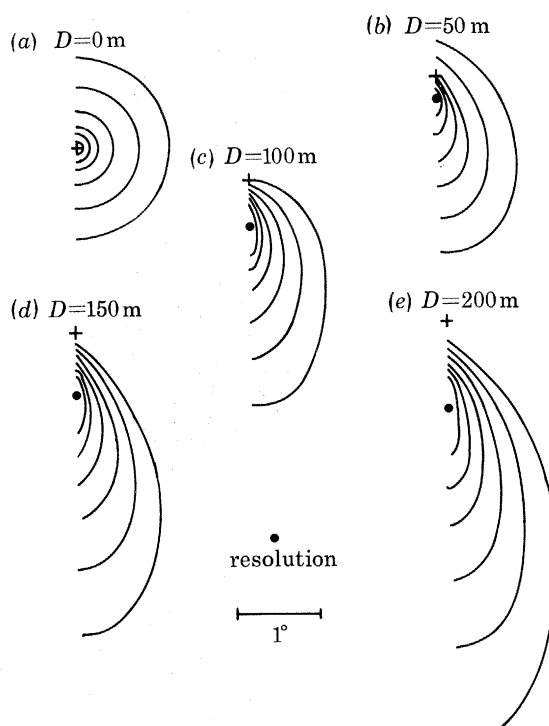 (a) D=0 m
(b) D=50 m
(c) D=100 m
(d) D=150 m
(e) D=200 m
resolution
1°